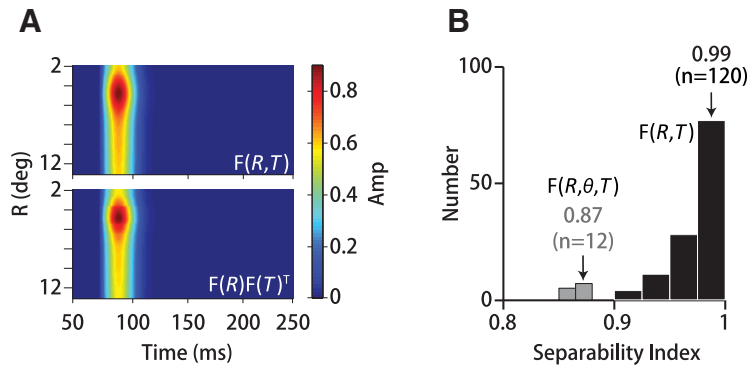 A
2
12
F(R,T)
2
12
F(R)F(T)ᵀ
R (deg)
50
100
150
200
250
Time (ms)
0.8
0.6
0.4
0.2
0
Amp
B
100
50
0
Number
0.99
(n=120)
F(R,T)
F(R,θ,T)
0.87
(n=12)
0.8
0.9
1
Separability Index